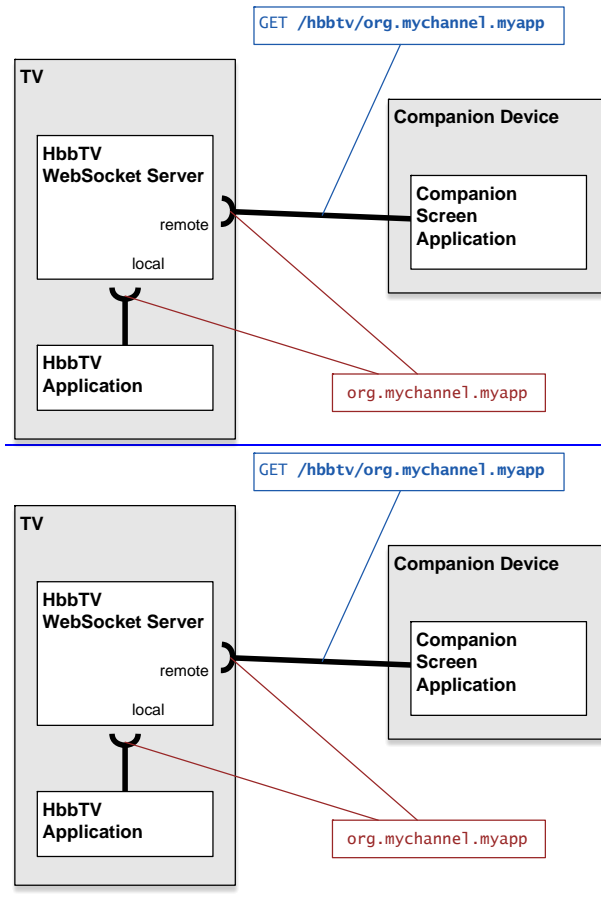 GET /hbbtv/org.mychannel.myapp
TV
Companion Device
HbbTV
WebSocket Server
Companion
Screen
Application
remote
local
HbbTV
Application
org.mychannel.myapp
GET /hbbtv/org.mychannel.myapp
TV
Companion Device
HbbTV
WebSocket Server
Companion
Screen
Application
remote
local
HbbTV
Application
org.mychannel.myapp